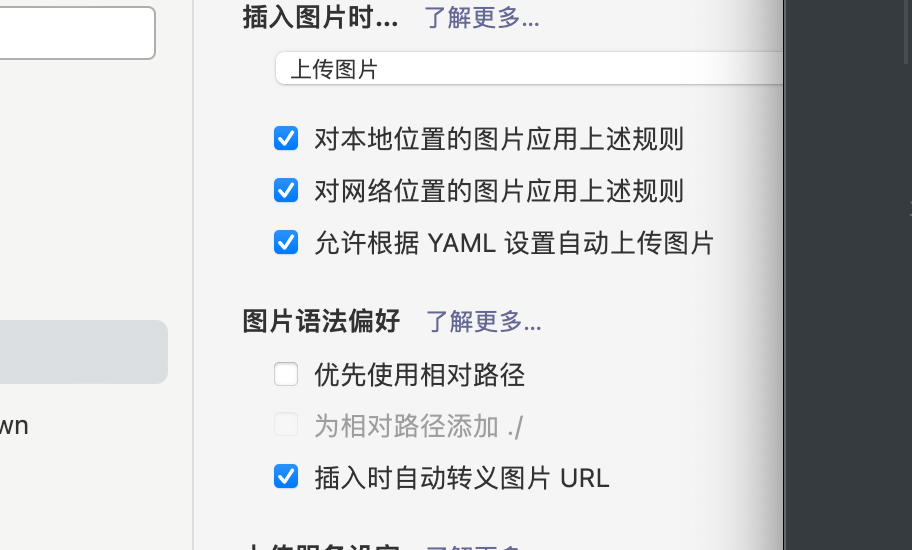 插入图片时... 了解更多...
上传图片
对本地位置的图片应用上述规则
对网络位置的图片应用上述规则
允许根据 YAML 设置自动上传图片
图片语法偏好 了解更多...
优先使用相对路径
为相对路径添加 ./
wn
插入时自动转义图片 URL